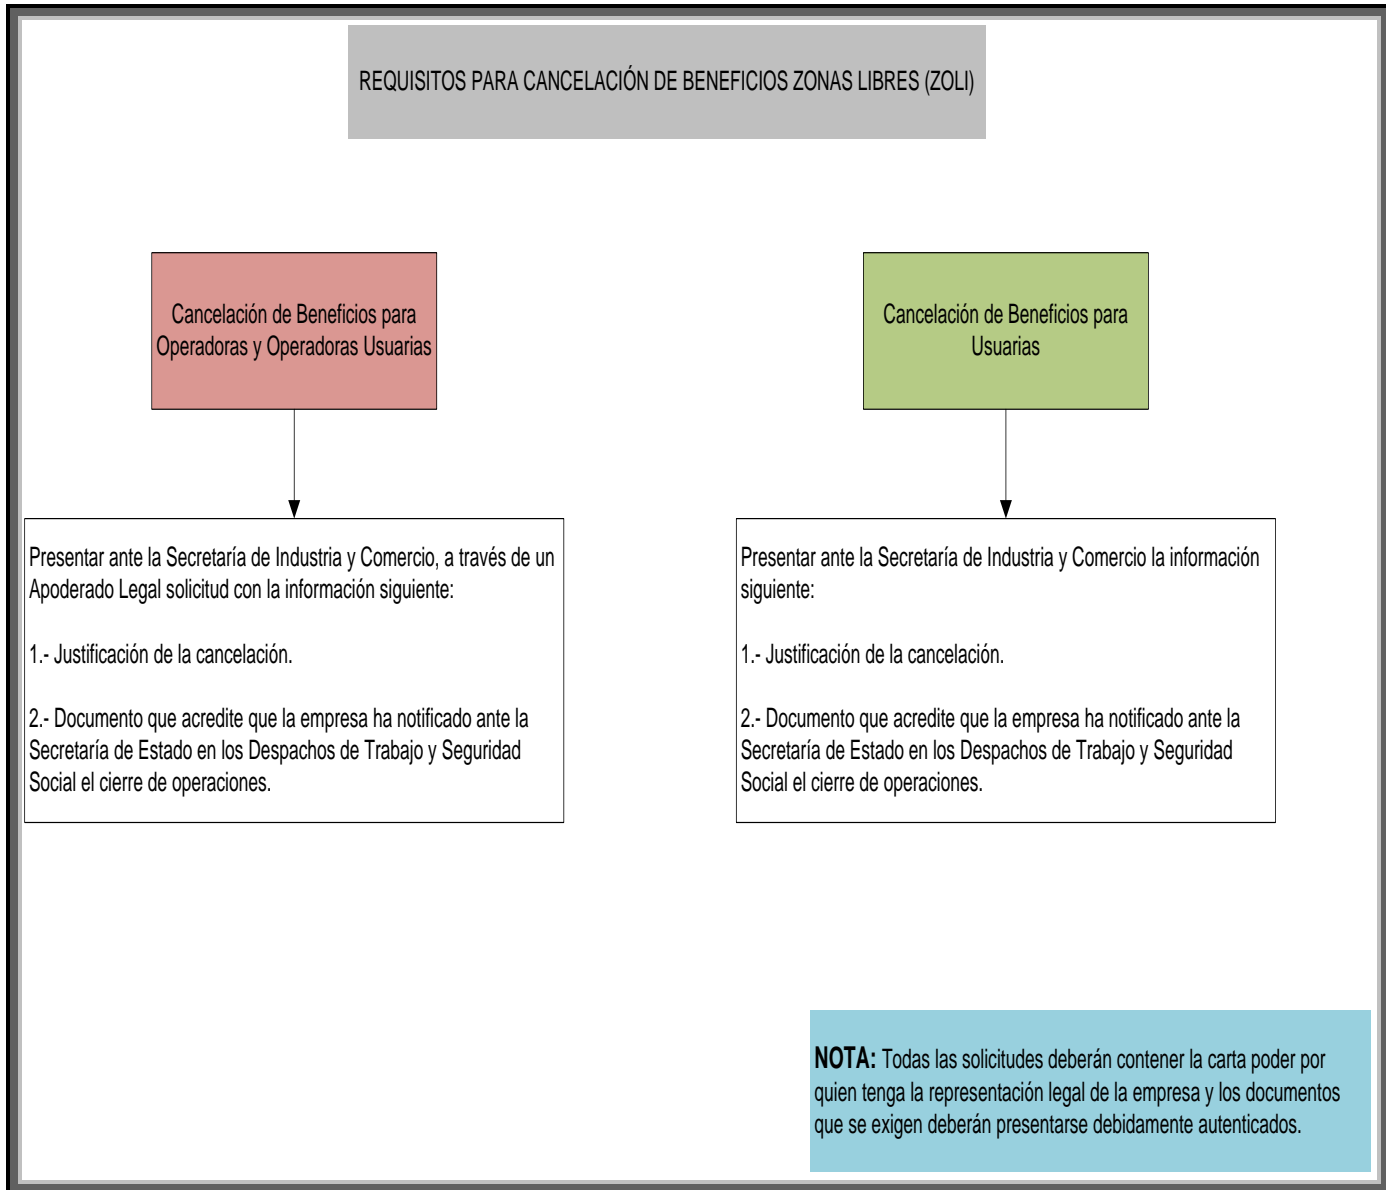 REQUISITOS PARA CANCELACIÓN DE BENEFICIOS ZONAS LIBRES (ZOLI)
Cancelación de Beneficios para
Operadoras y Operadoras Usuarias
Presentar ante la Secretaría de Industria y Comercio, a través de un
Apoderado Legal solicitud con la información siguiente:
1.- Justificación de la cancelación.
2.- Documento que acredite que la empresa ha notificado ante la
Secretaría de Estado en los Despachos de Trabajo y Seguridad
Social el cierre de operaciones.
Cancelación de Beneficios para
Usuarias
Presentar ante la Secretaría de Industria y Comercio la información
siguiente:
1.- Justificación de la cancelación.
2.- Documento que acredite que la empresa ha notificado ante la
Secretaría de Estado en los Despachos de Trabajo y Seguridad
Social el cierre de operaciones.
NOTA: Todas las solicitudes deberán contener la carta poder por
quien tenga la representación legal de la empresa y los documentos
que se exigen deberán presentarse debidamente autenticados.